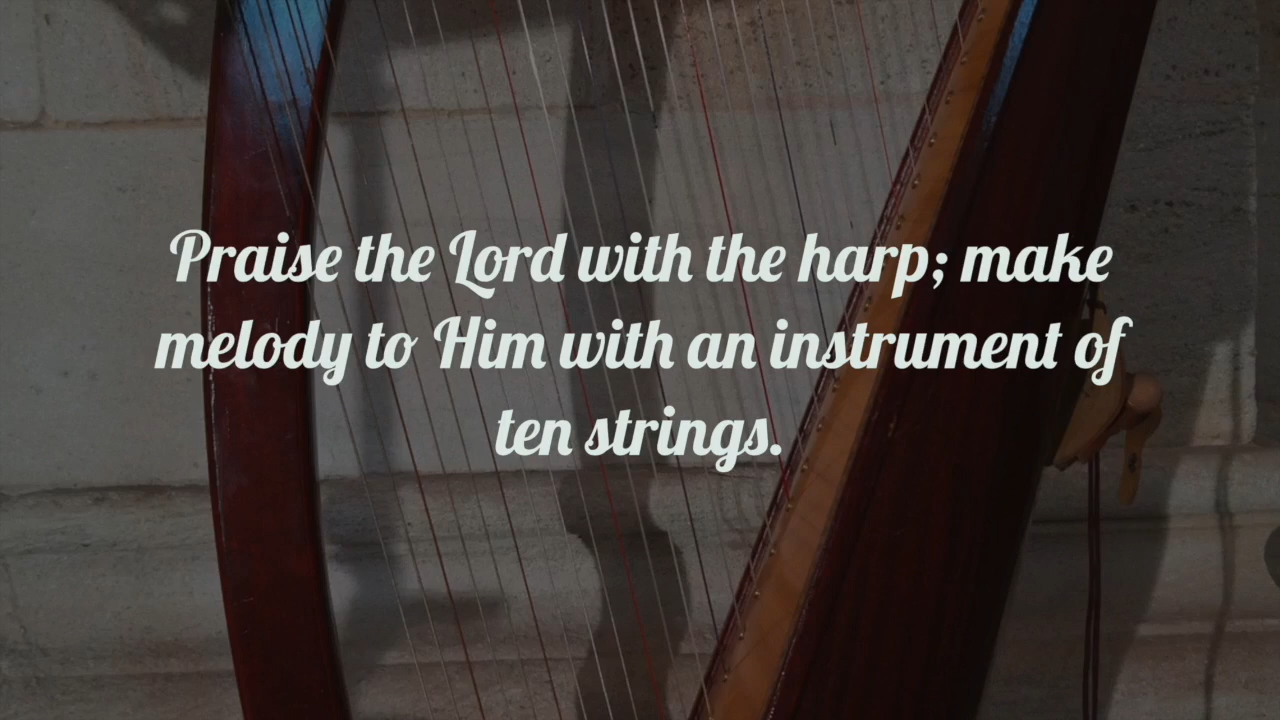 Praise the Lord with the harp; make
melody to Him with an instrument of
ten strings.